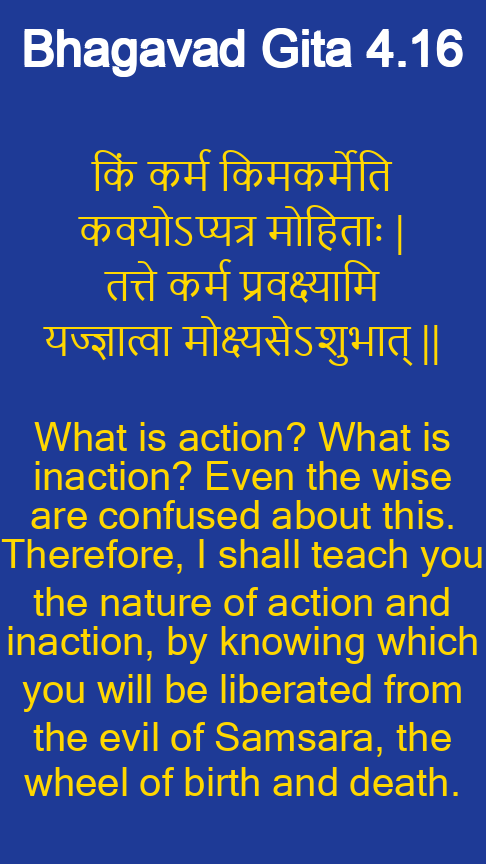 Bhagavad Gita 4.16
किं कर्म किमकर्मेति
कवयोऽप्यत्र मोहिताः |
तत्ते कर्म प्रवक्ष्यामि
यज्ज्ञात्वा मोक्ष्यसेऽशुभात् ||
What is action? What is
inaction? Even the wise
are confused about this.
Therefore, I shall teach you
the nature of action and
inaction, by knowing which
you will be liberated from
the evil of Samsara, the
wheel of birth and death.